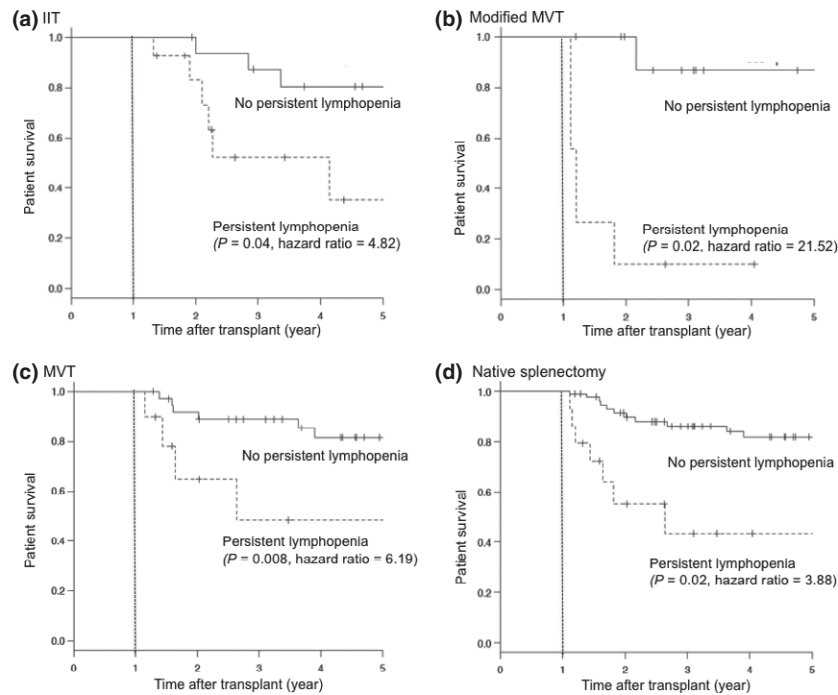 (a) IIT
1.0
0.8
0.6
0.4
0.2
1.0
Patient survival
No persistent lymphopenia
Persistent lymphopenia
(P = 0.04, hazard ratio = 4.82)
0 1 2 3 4 5
Time after transplant (year)
(b) Modified MVT
1.0
0.8
0.6
0.4
0.2
0.0
Patient survival
No persistent lymphopenia
Persistent lymphopenia
(P = 0.02, hazard ratio = 21.52)
0 1 2 3 4 5
Time after transplant (year)
(c) MVT
1.0
0.8
0.6
0.4
0.2
0.0
Patient survival
No persistent lymphopenia
Persistent lymphopenia
(P = 0.008, hazard ratio = 6.19)
0 1 2 3 4 5
Time after transplant (year)
(d) Native splenectomy
1.0
0.8
0.6
0.4
0.2
0.0
Patient survival
No persistent lymphopenia
Persistent lymphopenia
(P = 0.02, hazard ratio = 3.88)
0 1 2 3 4 5
Time after transplant (year)